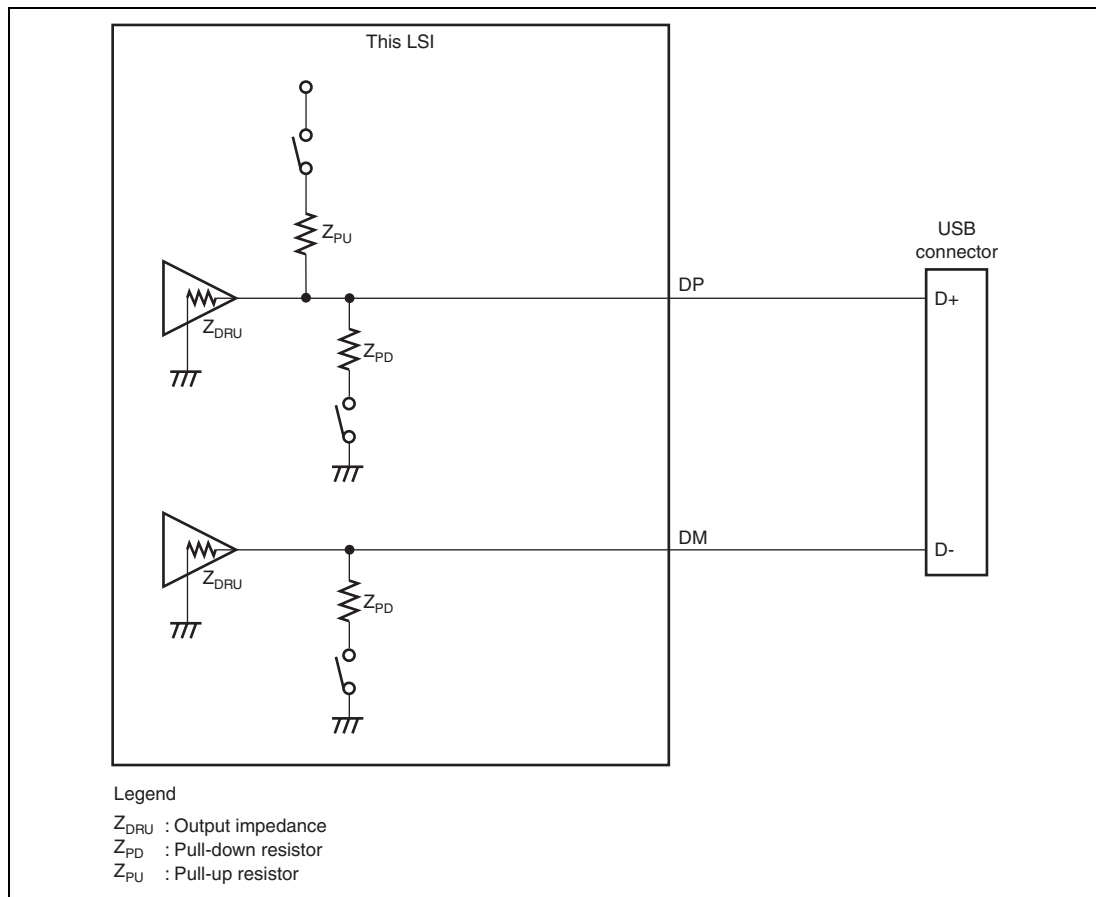 This LSI
Z_PU
Z_DRU
Z_PD
DP
USB
connector
D+
Z_DRU
Z_PD
DM
D-
Legend
Z_DRU : Output impedance
Z_PD : Pull-down resistor
Z_PU : Pull-up resistor